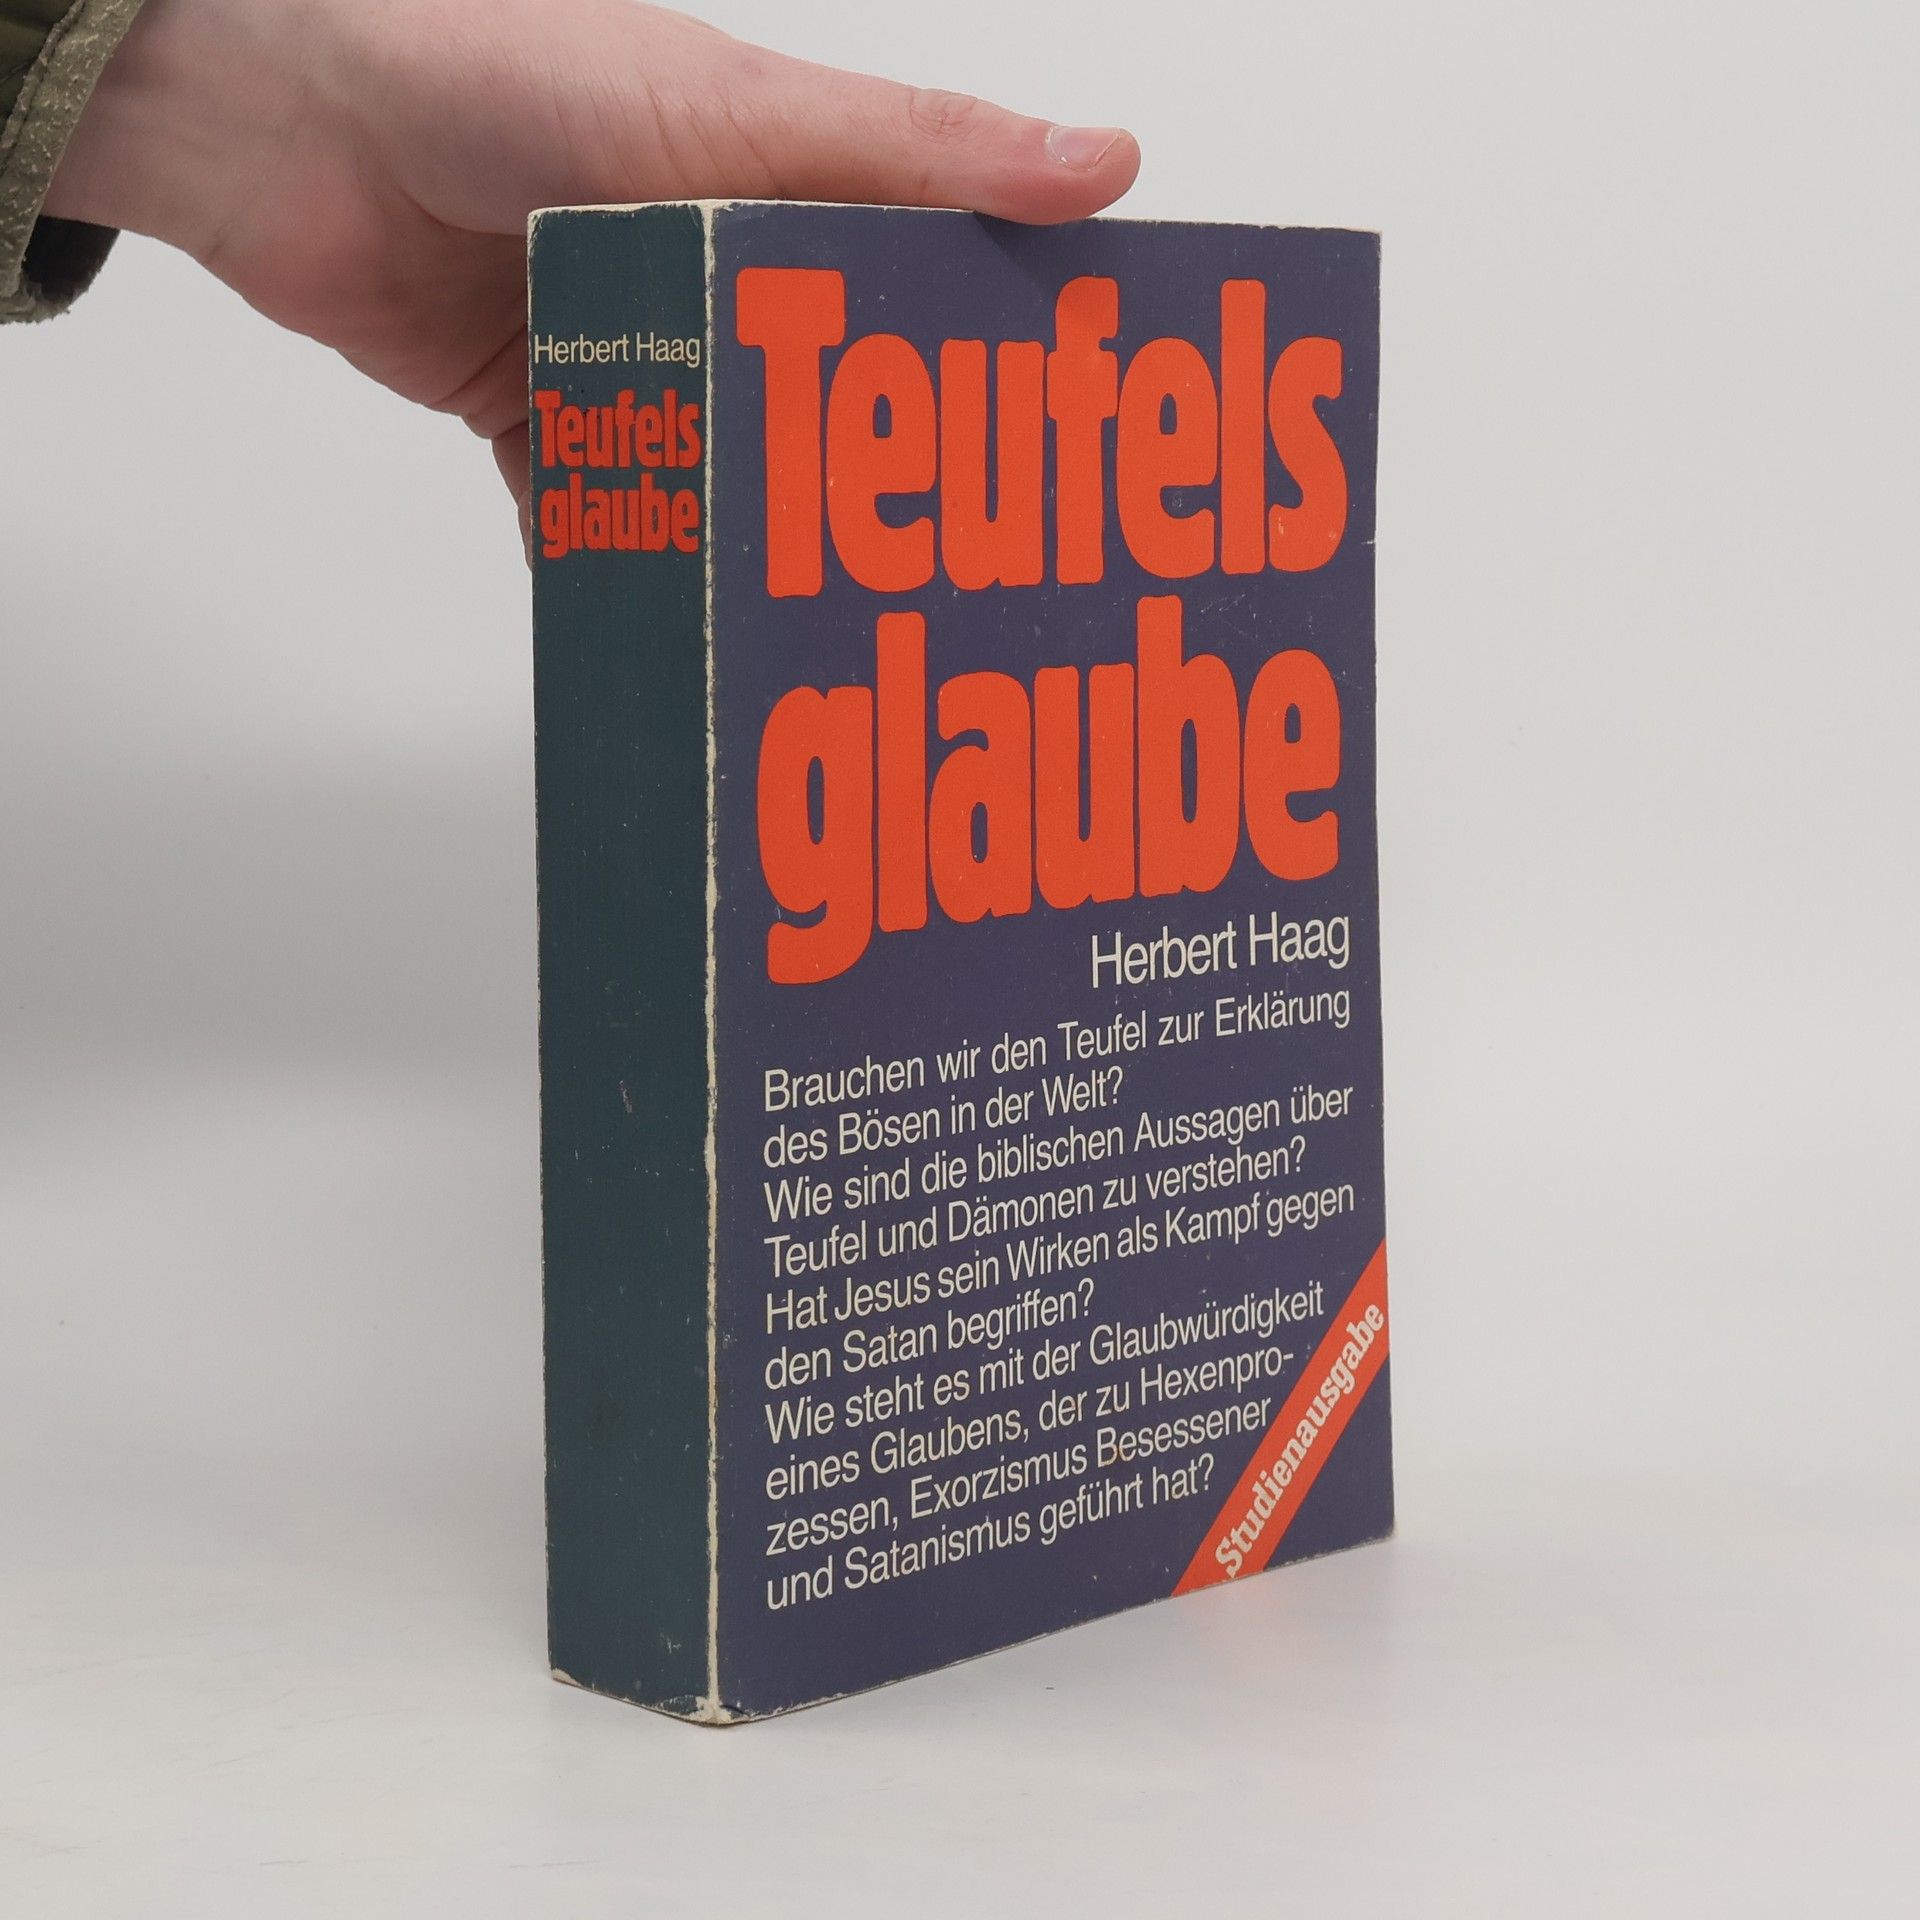 Herbert Haag
Teufels
glaube
Teufels
glaube
Herbert Haag
Brauchen wir den Teufel zur Erklärung
des Bösen in der Welt?
Wie sind die biblischen Aussagen über
Teufel und Dämonen zu verstehen?
Hat Jesus sein Wirken als Kampf gegen
den Satan begriffen?
Wie steht es mit der Glaubwürdigkeit
eines Glaubens, der zu Hexenpro-
zessen, Exorzismus Besessener
und Satanismus geführt hat?
Studienausgabe